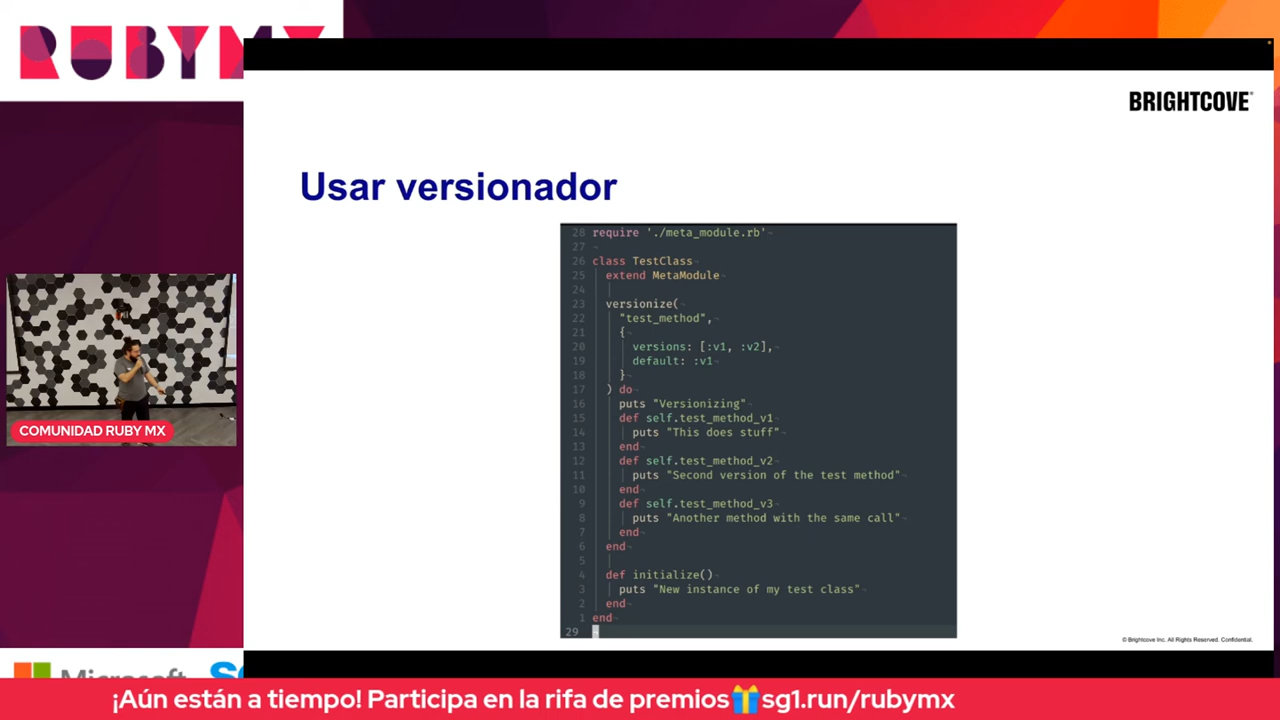 RUBYMX
BRIGHTCOVE
Usar versionador
28 require './meta_module.rb'
27
26 class TestClass
25 extend MetaModule
24
23 versionize(
22 "test_method",
21 {
20 versions: [:v1, :v2],
19 default: :v1
18 }
17 ) do
16 puts "Versionizing"
15 def self.test_method_v1
14 puts "This does stuff"
13 end
12 def self.test_method_v2
11 puts "Second version of the test method"
10 end
9 def self.test_method_v3
8 puts "Another method with the same call"
7 end
6 end
5
4 def initialize()
3 puts "New instance of my test class"
2 end
1 end
29
COMUNIDAD RUBY MX
© Brightcove Inc. All Rights Reserved. Confidential.
Microsoft
¡Aún están a tiempo! Participa en la rifa de premios🎁sg1.run/rubymx